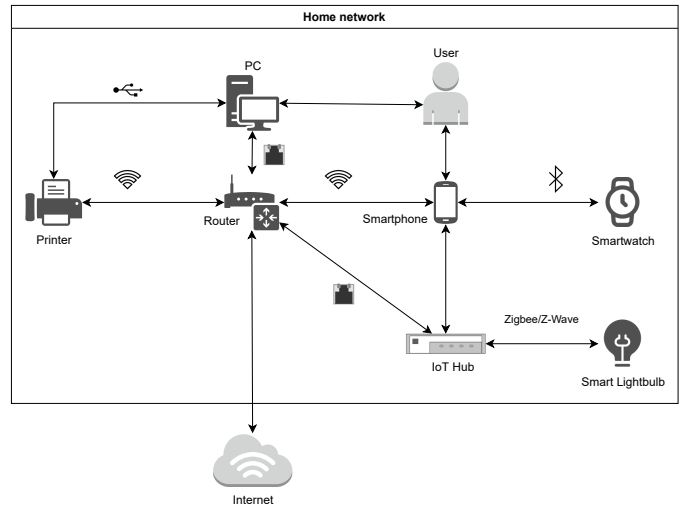 Home network
User
PC
Router
Smartphone
Printer
Smartwatch
Zigbee/Z-Wave
IoT Hub
Smart Lightbulb
Internet